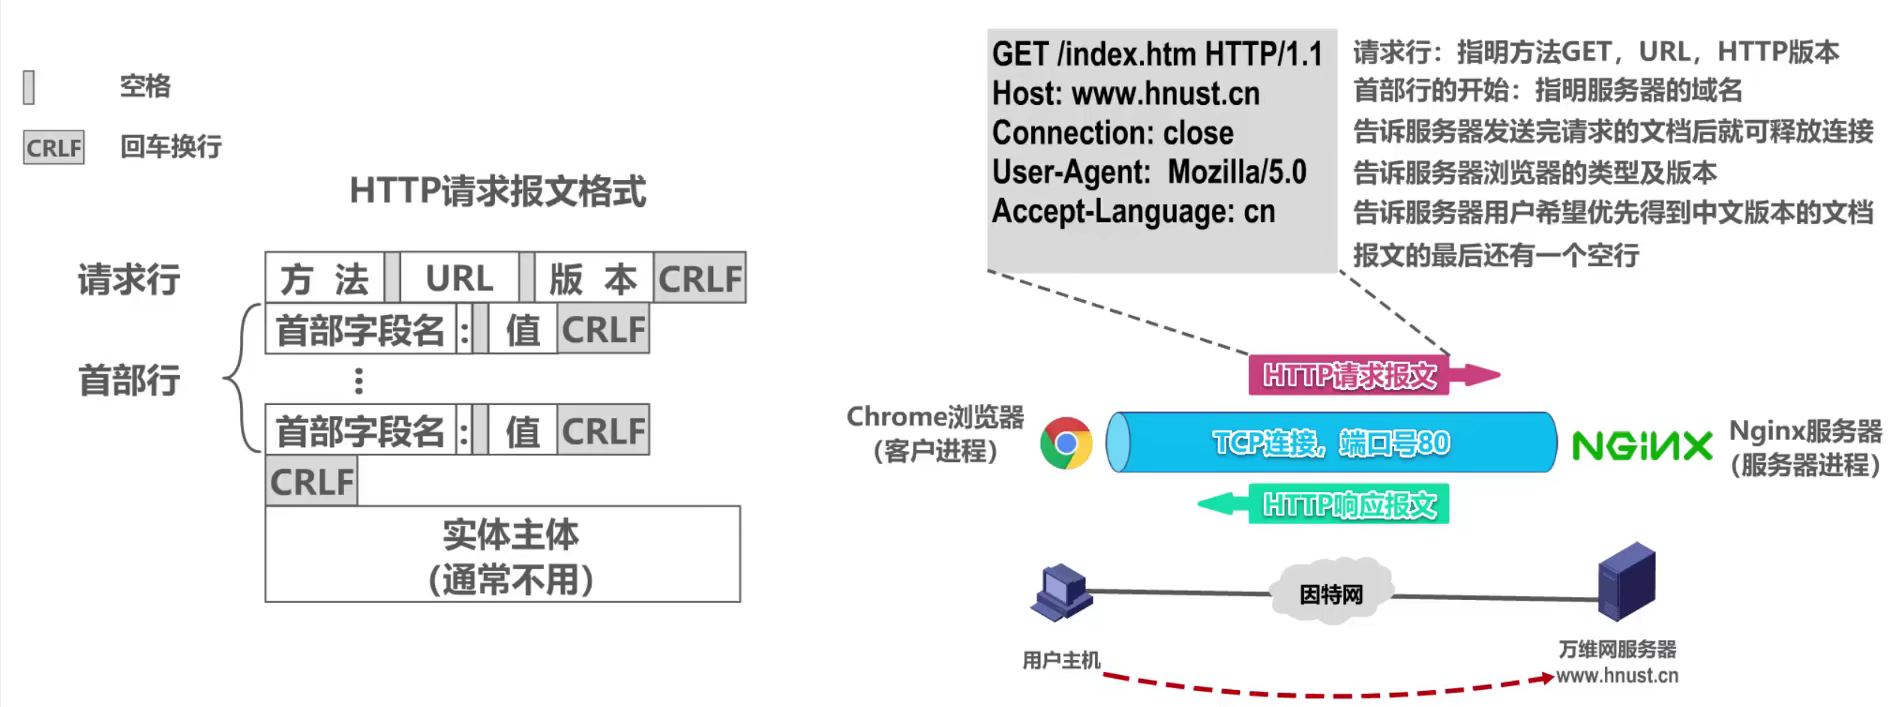 空格
CRLF 回车换行
HTTP请求报文格式
请求行
方 法 URL 版 本 CRLF
首部行
首部字段名 : 值 CRLF
⋮
首部字段名 : 值 CRLF
CRLF
实体主体
(通常不用)
GET /index.htm HTTP/1.1
Host: www.hnust.cn
Connection: close
User-Agent: Mozilla/5.0
Accept-Language: cn
请求行：指明方法GET，URL，HTTP版本
首部行的开始：指明服务器的域名
告诉服务器发送完请求的文档后就可释放连接
告诉服务器浏览器的类型及版本
告诉服务器用户希望优先得到中文版本的文档
报文的最后还有一个空行
HTTP请求报文
Chrome浏览器
（客户进程）
TCP连接，端口号80
NGINX
Nginx服务器
（服务器进程）
HTTP响应报文
因特网
用户主机
万维网服务器
www.hnust.cn